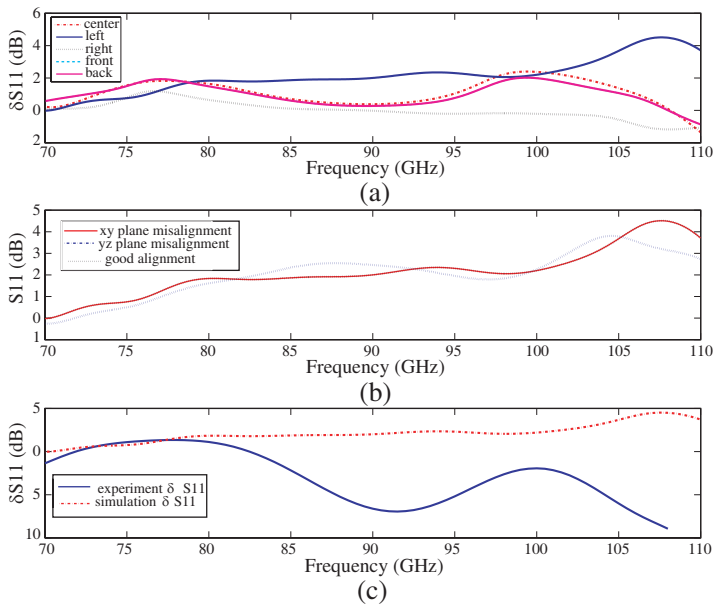 6
4
2
0
2
δS11 (dB)
center
left
right
front
back
70 75 80 85 90 95 100 105 110
Frequency (GHz)
(a)
5
4
3
2
1
0
1
S11 (dB)
xy plane misalignment
yz plane misalignment
good alignment
70 75 80 85 90 95 100 105 110
Frequency (GHz)
(b)
5
0
5
10
δS11 (dB)
experiment δ S11
simulation δ S11
70 75 80 85 90 95 100 105 110
Frequency (GHz)
(c)